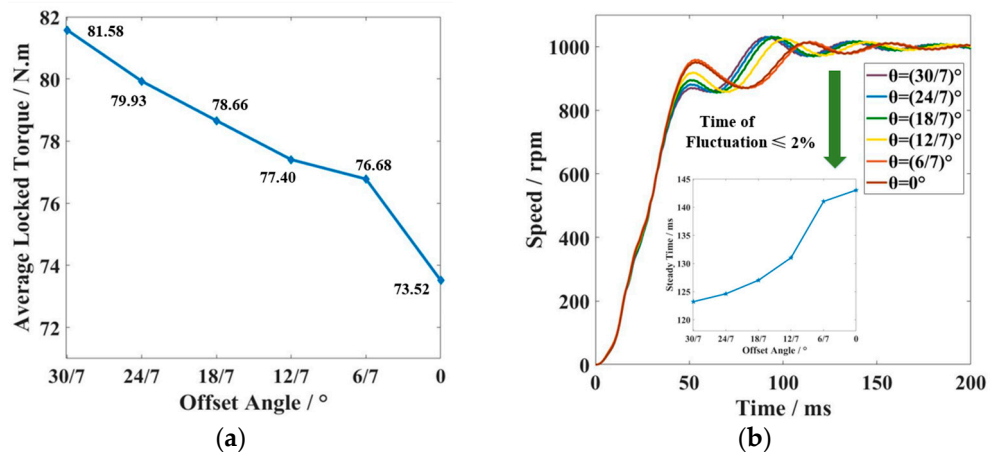 82
80
78
76
74
72
71
81.58
79.93
78.66
77.40
76.68
73.52
Average Locked Torque / N.m
30/7 24/7 18/7 12/7 6/7 0
Offset Angle / °
(a)
1000
800
600
400
200
0
Speed / rpm
θ=(30/7)°
θ=(24/7)°
θ=(18/7)°
θ=(12/7)°
θ=(6/7)°
θ=0°
Time of
Fluctuation ⩽ 2%
145
140
135
130
125
120
Steady Time / ms
30/7 24/7 18/7 12/7 6/7 0
Offset Angle / °
0 50 100 150 200
Time / ms
(b)